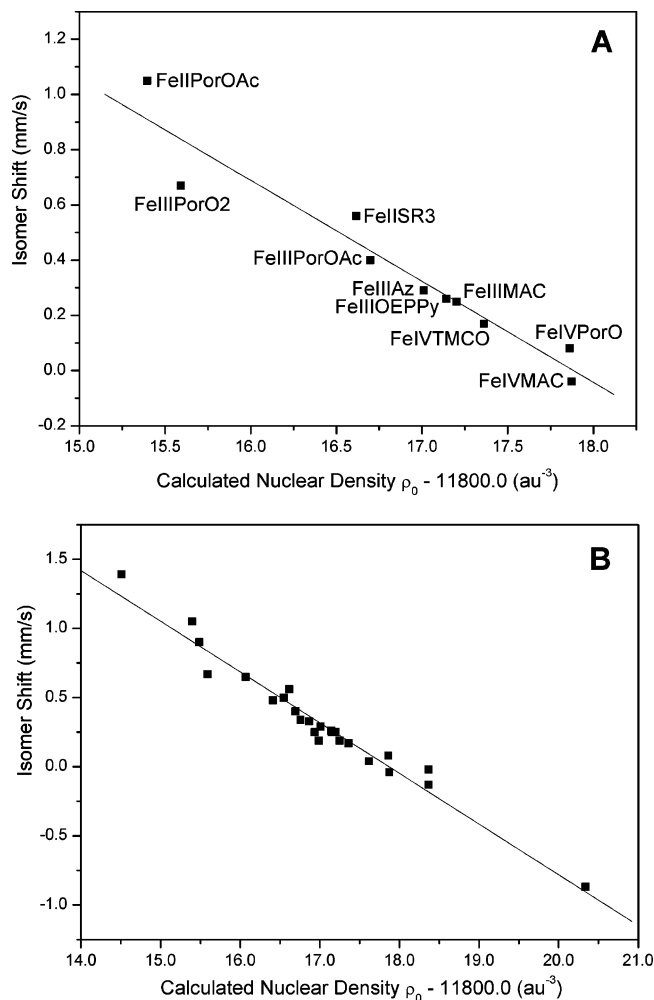 A
1.2
1.0
0.8
0.6
0.4
0.2
0.0
-0.2
Isomer Shift (mm/s)
FeIIPorOAc
FeIIIPorO2
FeIISR3
FeIIIPorOAc
FeIIIAz
FeIIIMAC
FeIIIOEPPy
FeIVTMCO
FeIVPorO
FeIVMAC
15.0 15.5 16.0 16.5 17.0 17.5 18.0
Calculated Nuclear Density ρ₀ - 11800.0 (au⁻³)
B
1.5
1.0
0.5
0.0
-0.5
-1.0
Isomer Shift (mm/s)
14.0 15.0 16.0 17.0 18.0 19.0 20.0 21.0
Calculated Nuclear Density ρ₀ - 11800.0 (au⁻³)